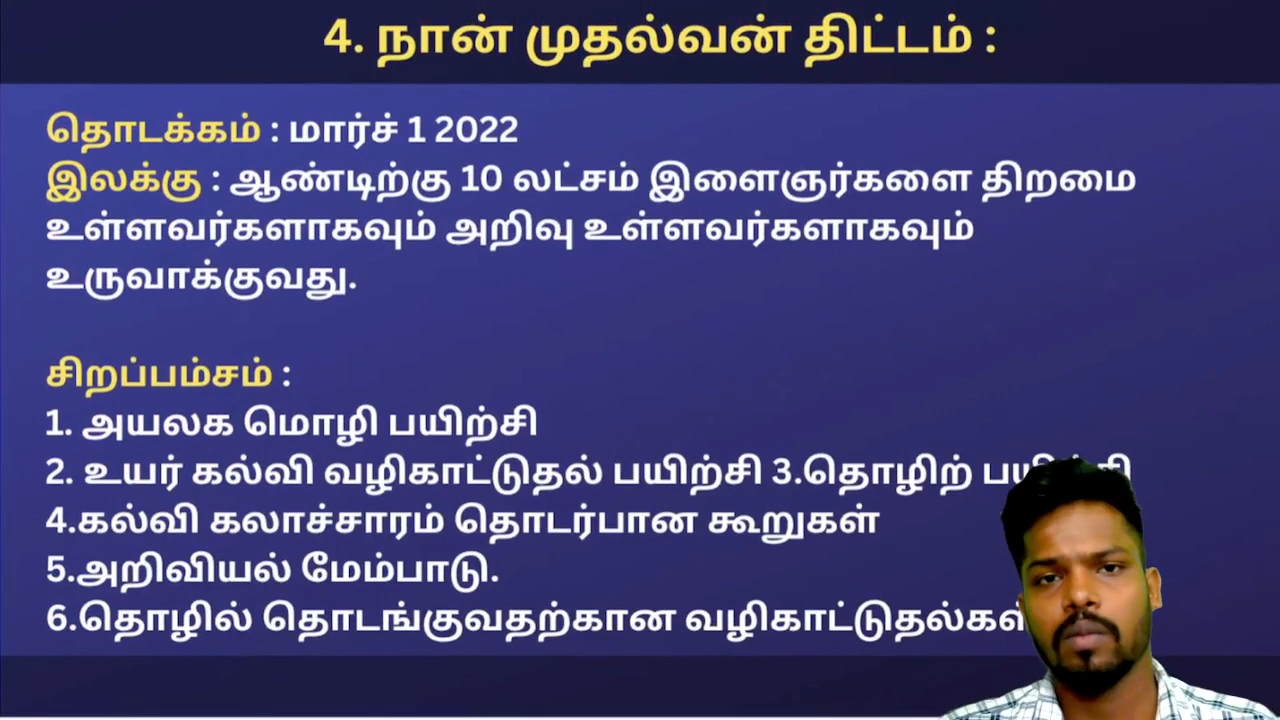 4. நான் முதல்வன் திட்டம் :
தொடக்கம் : மார்ச் 1 2022
இலக்கு : ஆண்டிற்கு 10 லட்சம் இளைஞர்களை திறமை
உள்ளவர்களாகவும் அறிவு உள்ளவர்களாகவும்
உருவாக்குவது.
சிறப்பம்சம் :
1. அயலக மொழி பயிற்சி
2. உயர் கல்வி வழிகாட்டுதல் பயிற்சி 3.தொழிற்
4.கல்வி கலாச்சாரம் தொடர்பான கூறுகள்
5.அறிவியல் மேம்பாடு.
6.தொழில் தொடங்குவதற்கான வழிகாட்டுதல்கள்